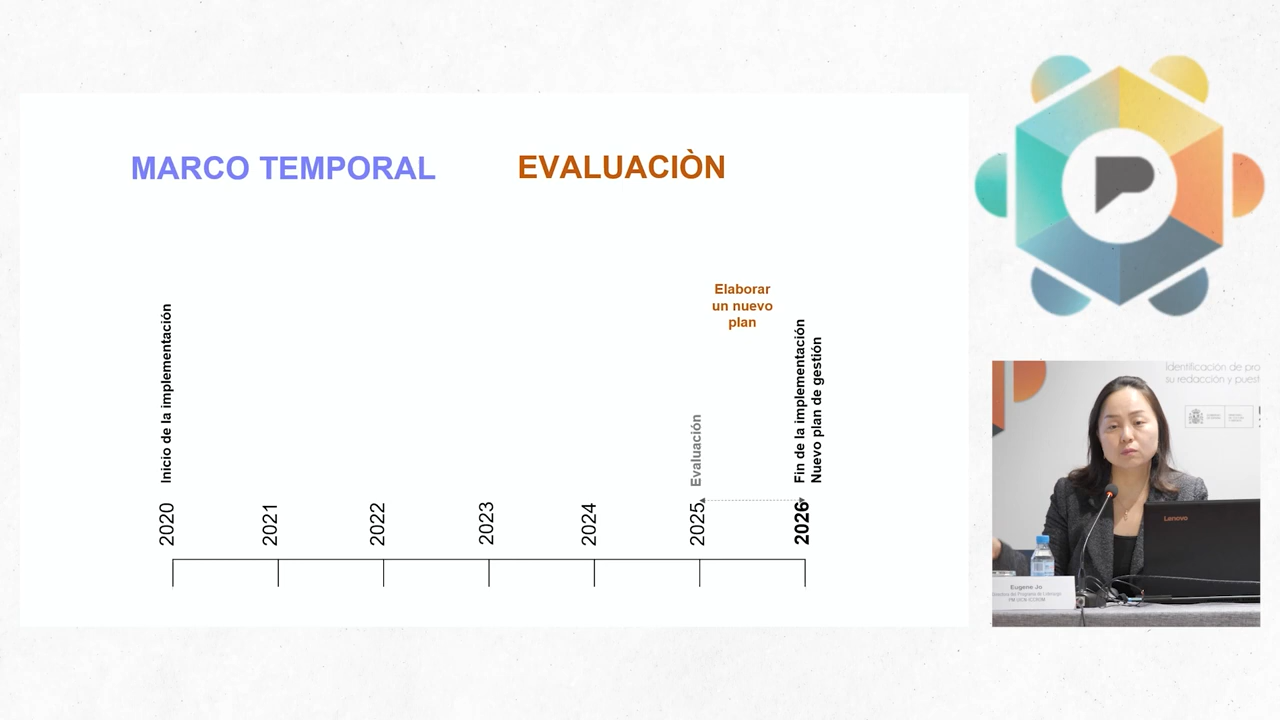 MARCO TEMPORAL
EVALUACIÒN
Elaborar
un nuevo
plan
Inicio de la implementación
Evaluación
Fin de la implementación
Nuevo plan de gestión
2020
2021
2022
2023
2024
2025
2026
Identificación de pro
su redacción y puest
Lenovo
Eugene Jo